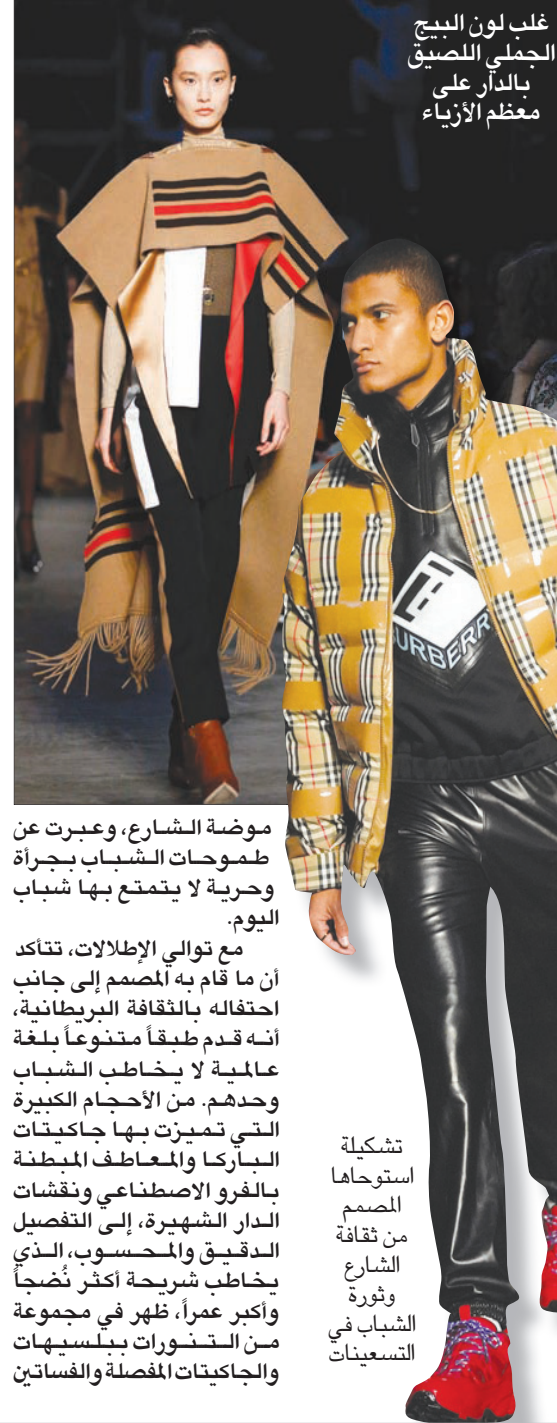 غلب لون البيج
الجملي اللصيق
بالدار على
معظم الأزياء
URBERR
موضة الشارع، وعبرت عن
طموحات الشباب بجرأة
وحرية لا يتمتع بها شباب
اليوم.
مع توالي الإطلالات، تتأكد
أن ما قام به المصمم إلى جانب
احتفاله بالثقافة البريطانية،
أنه قدم طبقاً متنوعاً بلغة
عالمية لا يخاطب الشباب
وحدهم. من الأحجام الكبيرة
التي تميزت بها جاكيتات
الباركا والمعاطف المبطنة
بالفرو الاصطناعي ونقشات
الدار الشهيرة، إلى التفصيل
الدقيق والمحسوب، الذي
يخاطب شريحة أكثر نُضجاً
وأكبر عمراً، ظهر في مجموعة
من التنورات ببليسيهات
والجاكيتات المفصلة والفساتين
تشكيلة
استوحاها
المصمم
من ثقافة
الشارع
وثورة
الشباب في
التسعينات